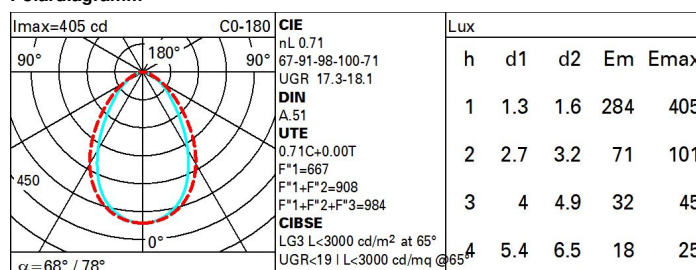 Imax=405 cd C0-180
90° 180° 90°
450
0°
α=68° / 78°
CIE
nL 0.71
67-91-98-100-71
UGR 17.3-18.1
DIN
A.51
UTE
0.71C+0.00T
F"1=667
F"1+F"2=908
F"1+F"2+F"3=984
CIBSE
LG3 L<3000 cd/m² at 65°
UGR<19 | L<3000 cd/mq @65°
Lux
h d1 d2 Em Emax
1 1.3 1.6 284 405
2 2.7 3.2 71 101
3 4 4.9 32 45
4 5.4 6.5 18 25